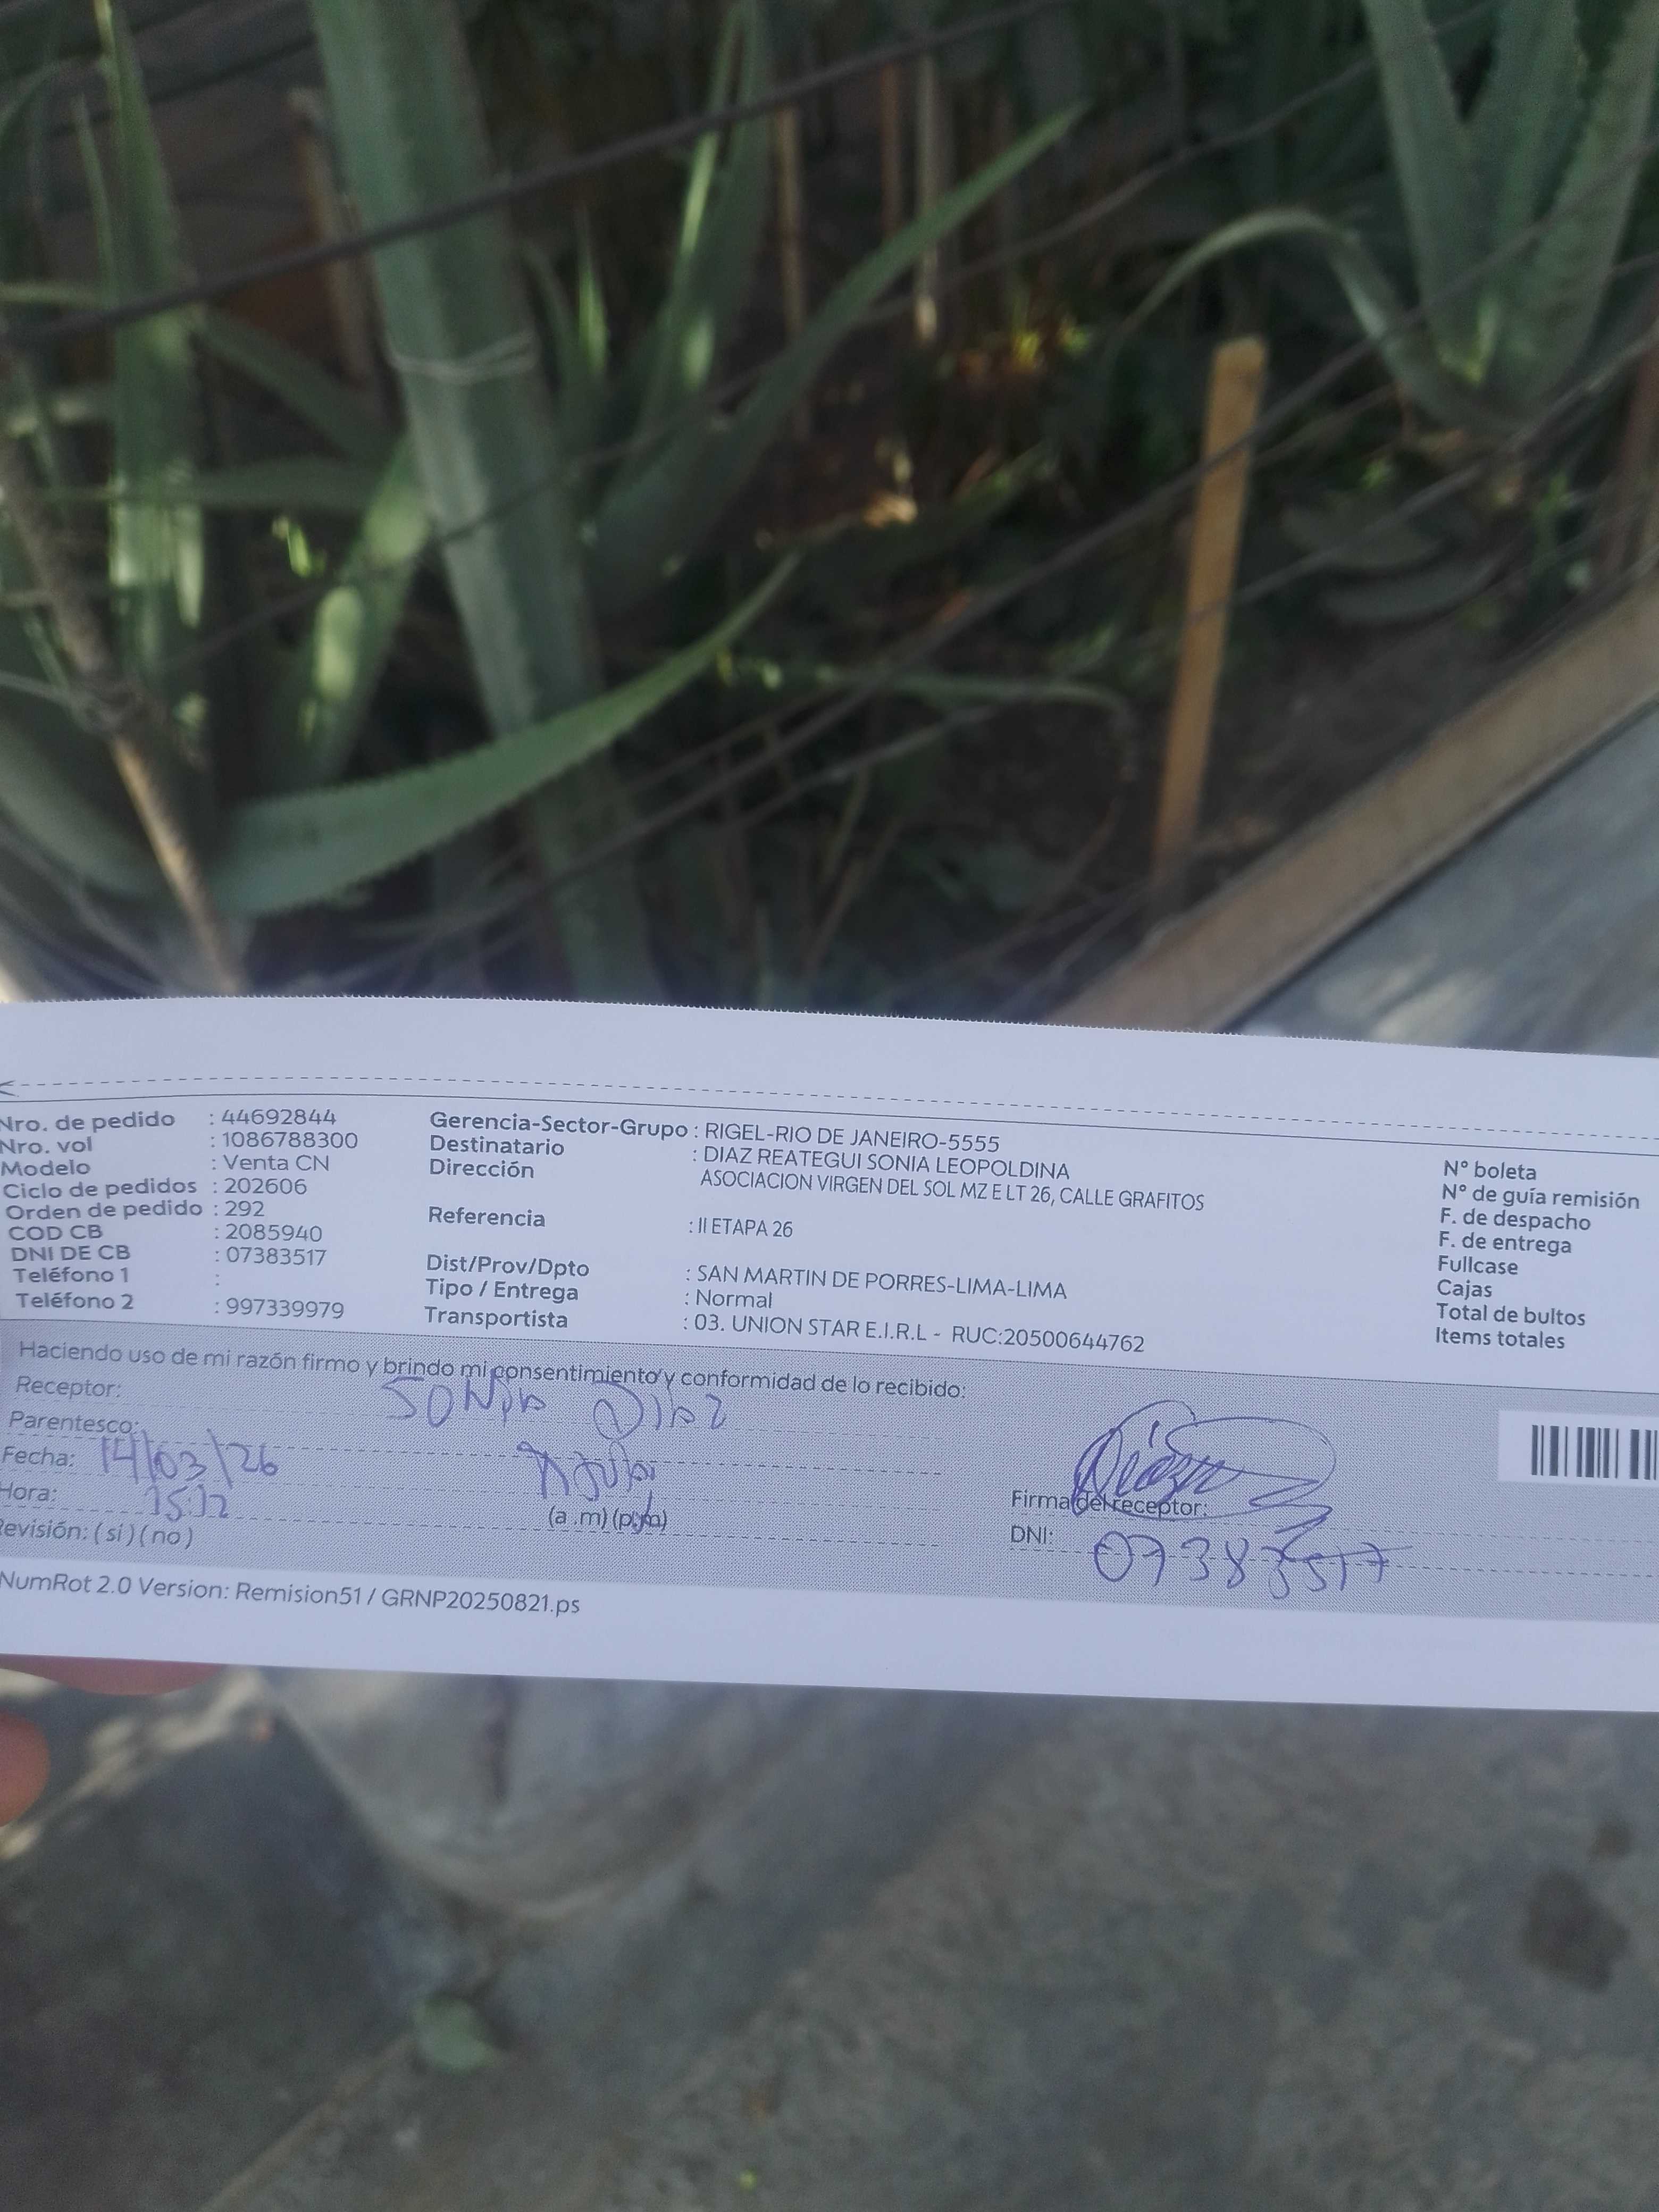 Nro. de pedido : 44692844
Nro. vol : 1086788300
Modelo : Venta CN
Ciclo de pedidos : 202606
Orden de pedido : 292
COD CB : 2085940
DNI DE CB : 07383517
Teléfono 1 :
Teléfono 2 : 997339979
Gerencia-Sector-Grupo : RIGEL-RIO DE JANEIRO-5555
Destinatario : DIAZ REATEGUI SONIA LEOPOLDINA
Dirección ASOCIACION VIRGEN DEL SOL MZ E LT 26, CALLE GRAFITOS
Referencia : II ETAPA 26
Dist/Prov/Dpto : SAN MARTIN DE PORRES-LIMA-LIMA
Tipo / Entrega : Normal
Transportista : 03. UNION STAR E.I.R.L - RUC:20500644762
N° boleta
N° de guía remisión
F. de despacho
F. de entrega
Fullcase
Cajas
Total de bultos
Items totales
Haciendo uso de mi razón firmo y brindo mi consentimiento y conformidad de lo recibido:
Receptor: SONIA DIAZ
Parentesco:
Fecha: 14/03/26
Hora: 15:12 (a .m) (p.m)
Revisión: ( si ) ( no )
Firma del receptor:
DNI: 07383517
NumRot 2.0 Version: Remision51 / GRNP20250821.ps